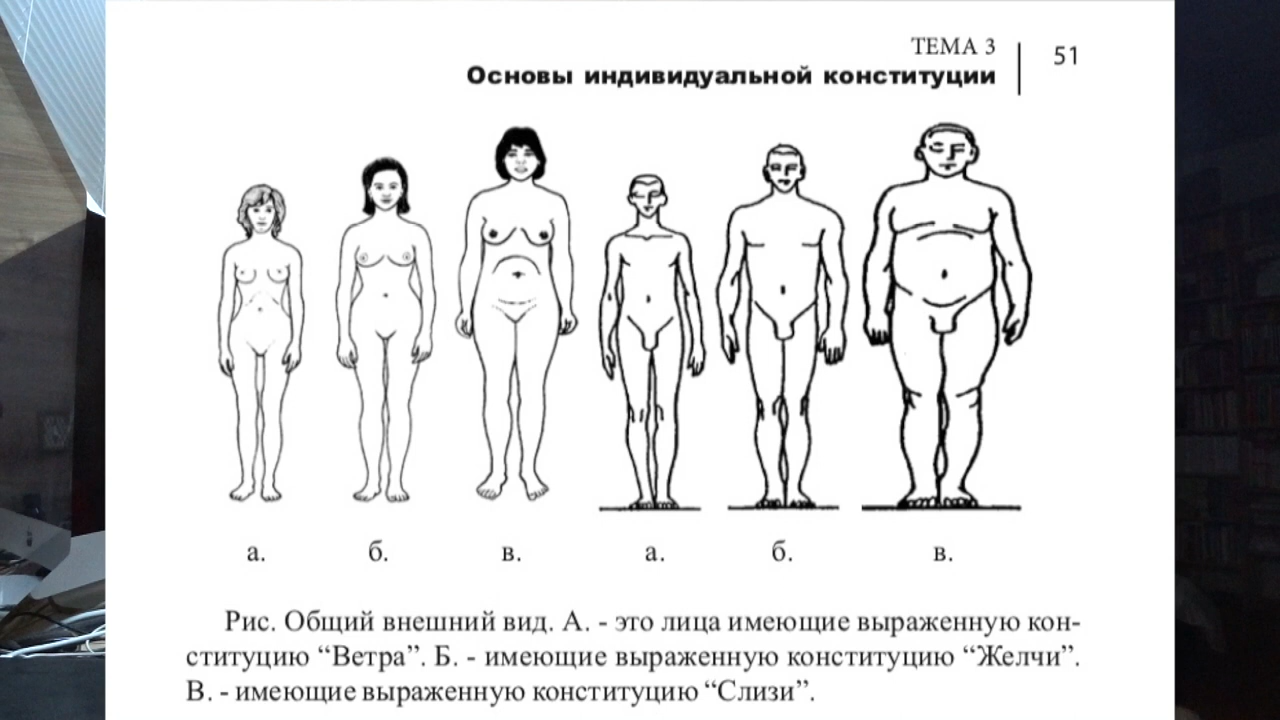 ТЕМА 3
51
Основы индивидуальной конституции
а. б. в. а. б. в.
Рис. Общий внешний вид. А. - это лица имеющие выраженную кон-
ституцию “Ветра”. Б. - имеющие выраженную конституцию “Желчи”.
В. - имеющие выраженную конституцию “Слизи”.